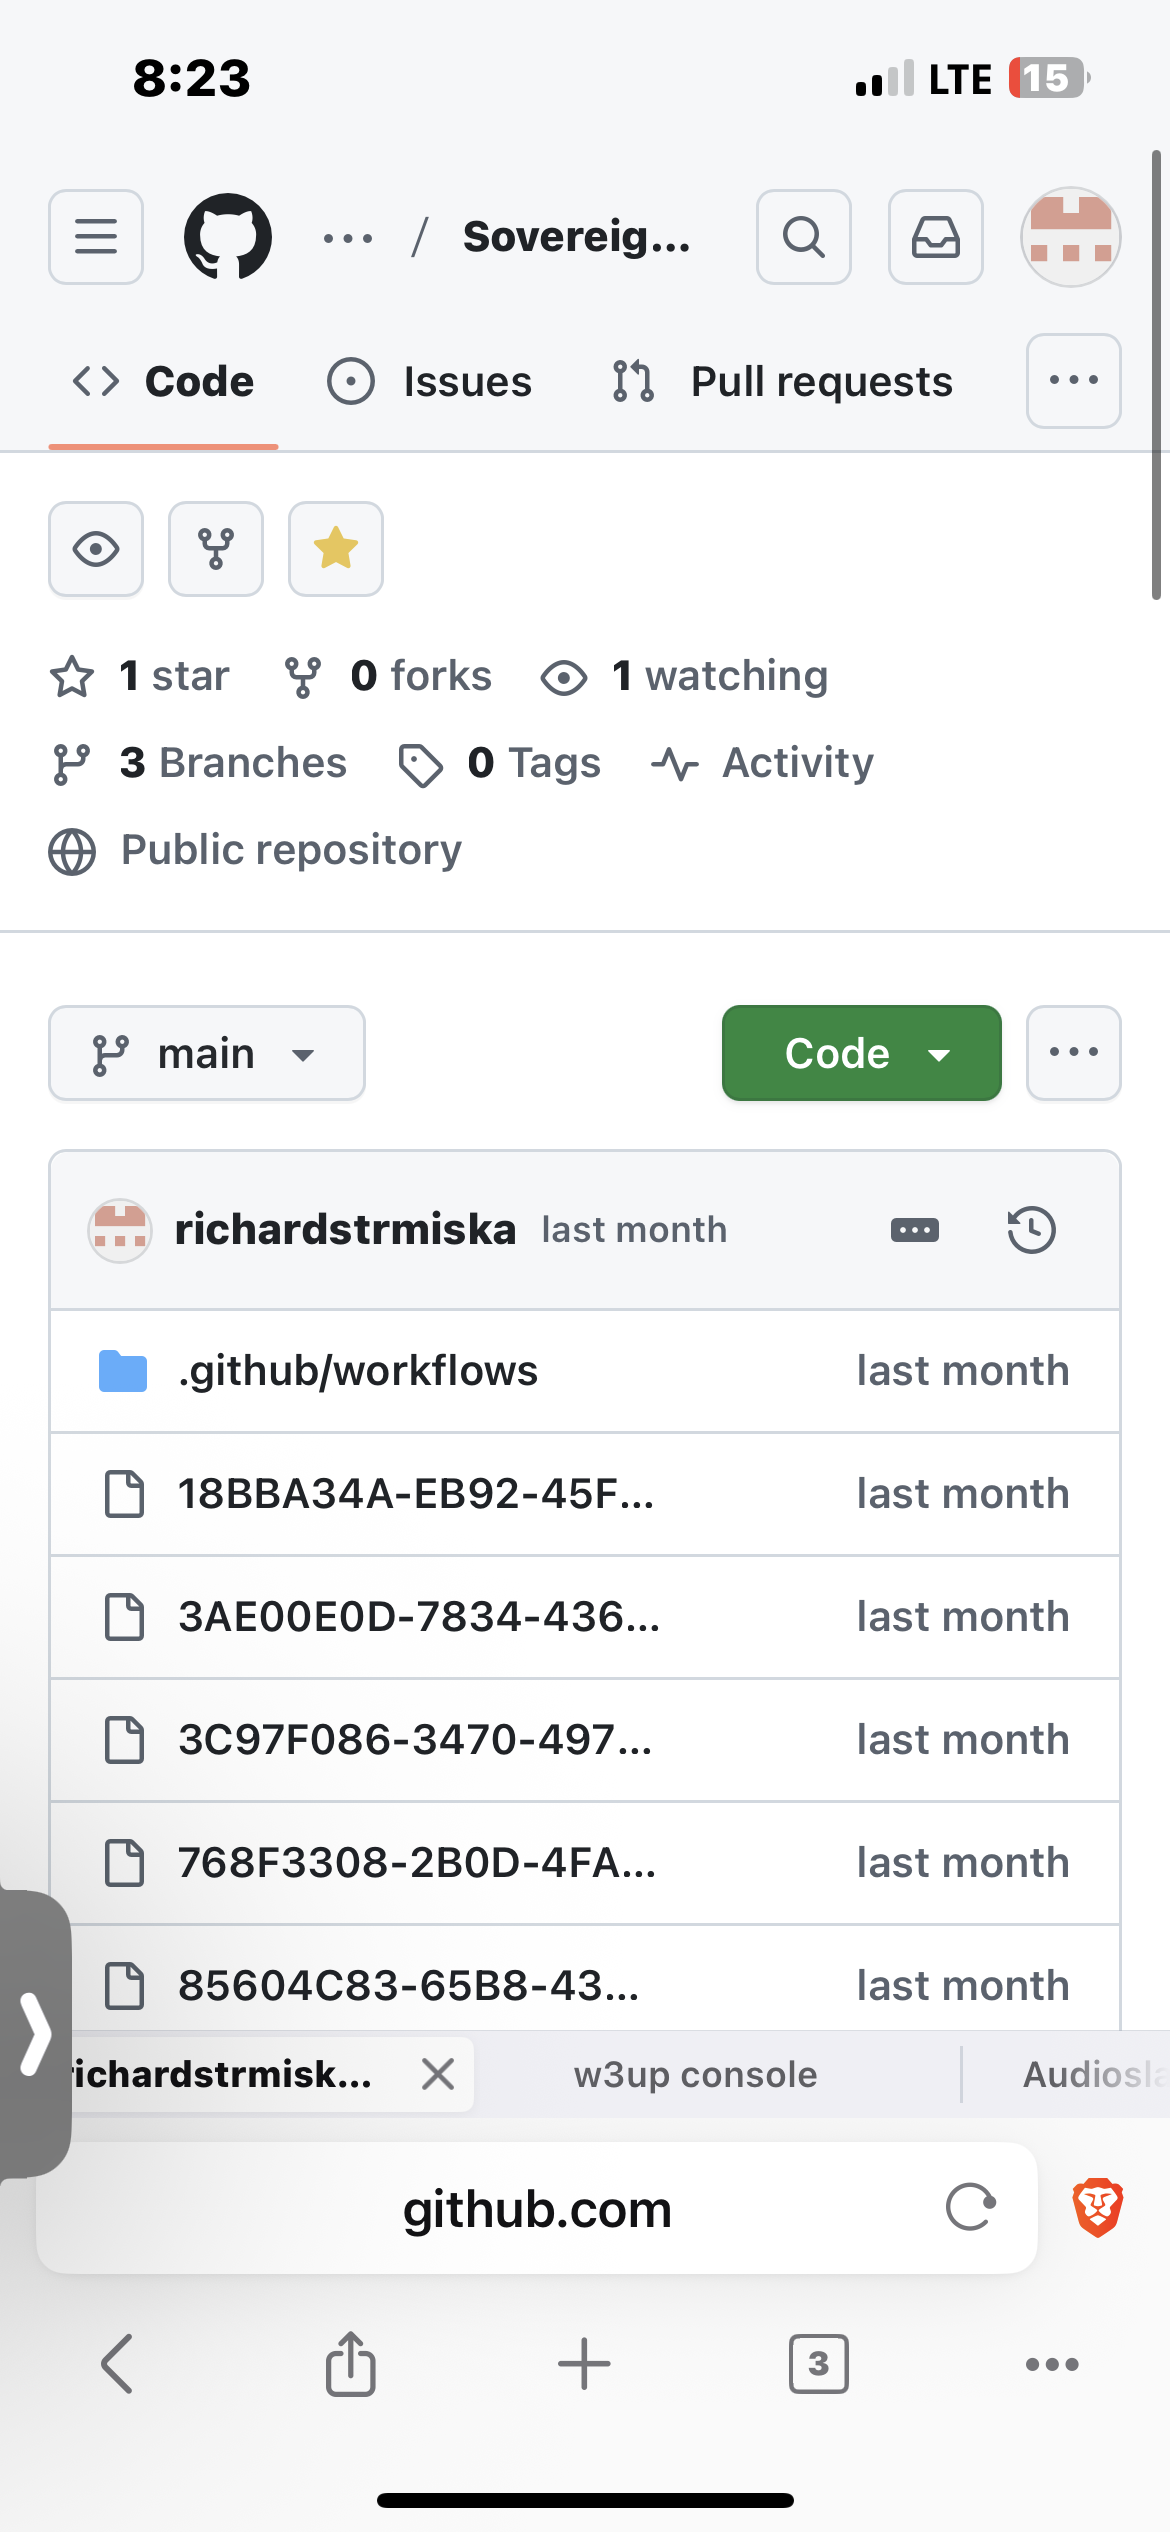 8:23
LTE 15
... / Sovereig...
Code Issues Pull requests
1 star 0 forks 1 watching
3 Branches 0 Tags Activity
Public repository
main Code
richardstrmiska last month
.github/workflows last month
18BBA34A-EB92-45F... last month
3AE00E0D-7834-436... last month
3C97F086-3470-497... last month
768F3308-2B0D-4FA... last month
85604C83-65B8-43... last month
richardstrmisk... w3up console Audiosla
github.com
3